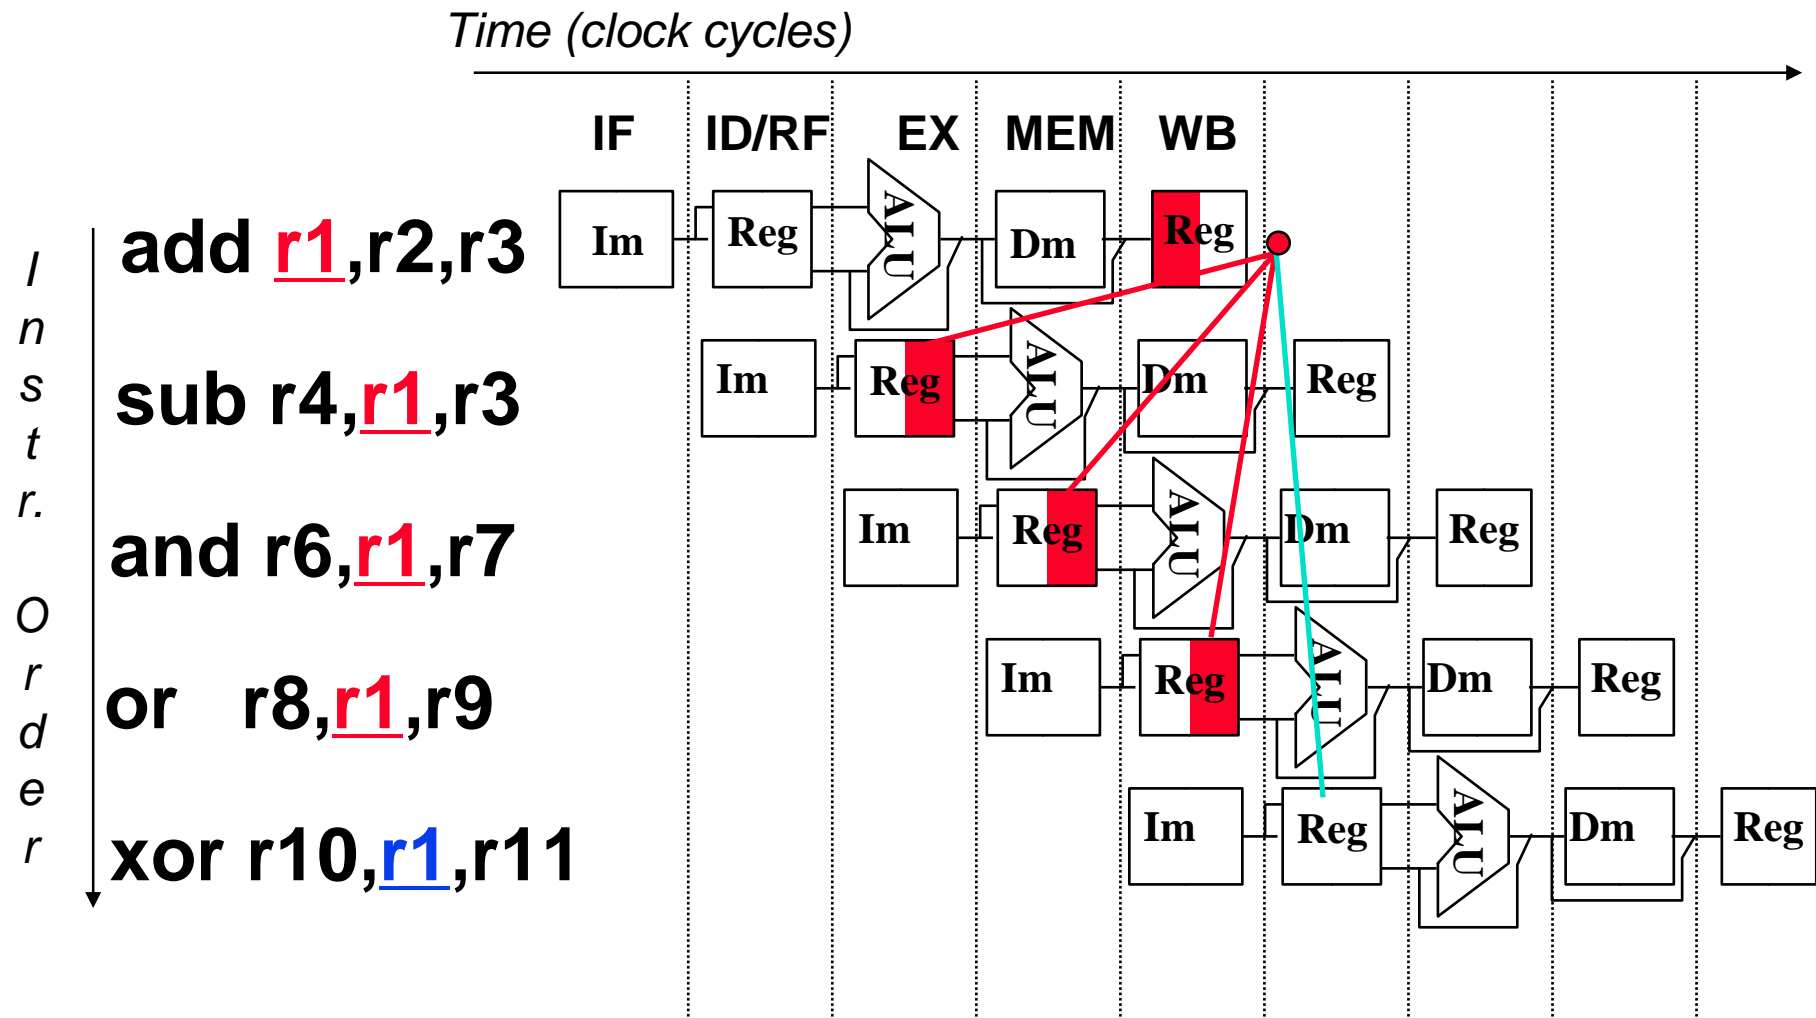 Time (clock cycles)
IF ID/RF EX MEM WB
Instr. Order
add r1,r2,r3 Im Reg ALU Dm Reg
sub r4,r1,r3 Im Reg ALU Dm Reg
and r6,r1,r7 Im Reg ALU Dm Reg
or r8,r1,r9 Im Reg ALU Dm Reg
xor r10,r1,r11 Im Reg ALU Dm Reg